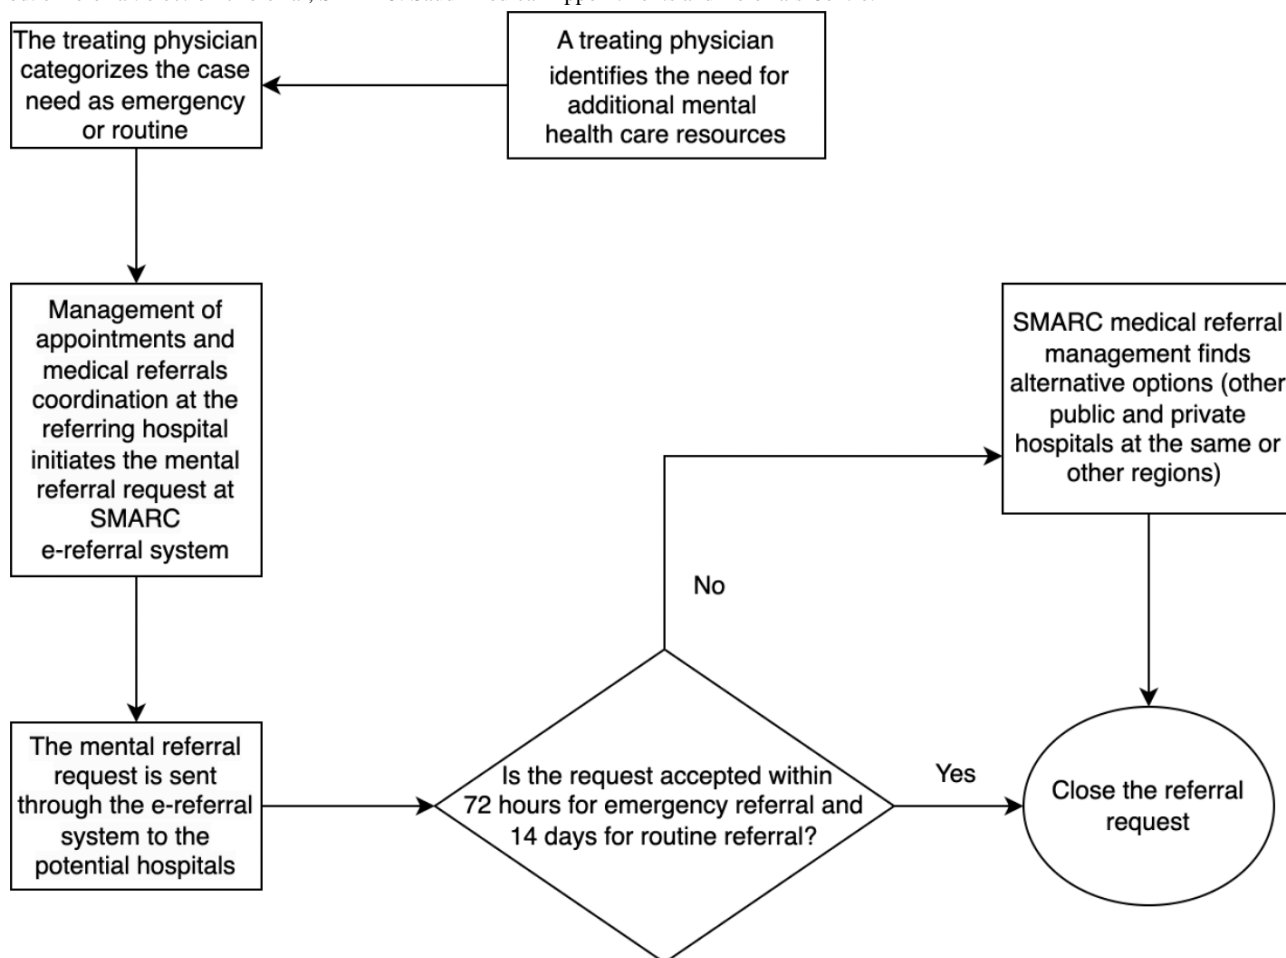 A treating physician
identifies the need for
additional mental
health care resources
The treating physician
categorizes the case
need as emergency
or routine
Management of
appointments and
medical referrals
coordination at the
referring hospital
initiates the mental
referral request at
SMARC
e-referral system
The mental referral
request is sent
through the e-referral
system to the
potential hospitals
Is the request accepted within
72 hours for emergency referral and
14 days for routine referral?
No
Yes
SMARC medical referral
management finds
alternative options (other
public and private
hospitals at the same or
other regions)
Close the referral
request